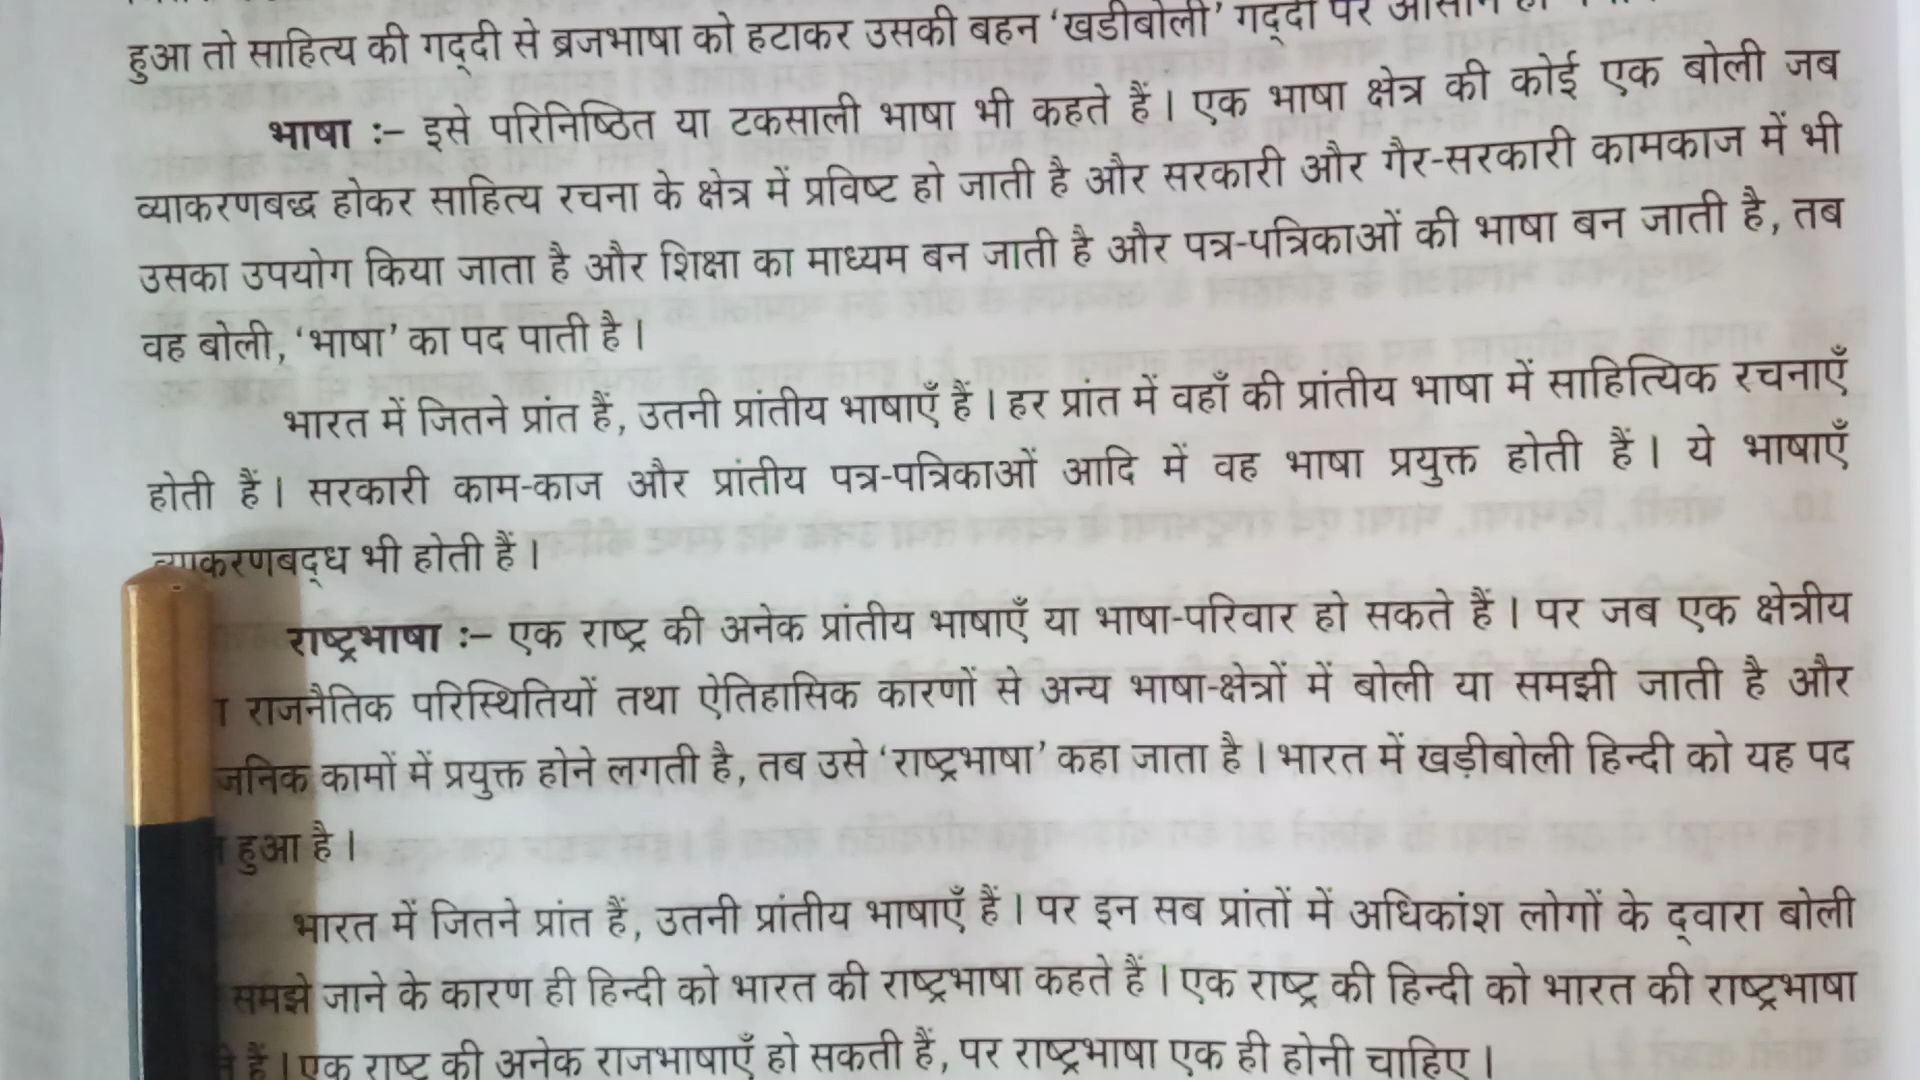 हुआ तो साहित्य की गद्दी से ब्रजभाषा को हटाकर उसकी बहन ‘खडीबोली’ गद्दी पर
भाषा :– इसे परिनिष्ठित या टकसाली भाषा भी कहते हैं । एक भाषा क्षेत्र की कोई एक बोली जब
व्याकरणबद्ध होकर साहित्य रचना के क्षेत्र में प्रविष्ट हो जाती है और सरकारी और गैर-सरकारी कामकाज में भी
उसका उपयोग किया जाता है और शिक्षा का माध्यम बन जाती है और पत्र-पत्रिकाओं की भाषा बन जाती है, तब
वह बोली, ‘भाषा’ का पद पाती है ।
भारत में जितने प्रांत हैं, उतनी प्रांतीय भाषाएँ हैं । हर प्रांत में वहाँ की प्रांतीय भाषा में साहित्यिक रचनाएँ
होती हैं । सरकारी काम-काज और प्रांतीय पत्र-पत्रिकाओं आदि में वह भाषा प्रयुक्त होती हैं । ये भाषाएँ
व्याकरणबद्ध भी होती हैं ।
राष्ट्रभाषा :– एक राष्ट्र की अनेक प्रांतीय भाषाएँ या भाषा-परिवार हो सकते हैं । पर जब एक क्षेत्रीय
राजनैतिक परिस्थितियों तथा ऐतिहासिक कारणों से अन्य भाषा-क्षेत्रों में बोली या समझी जाती है और
जनिक कामों में प्रयुक्त होने लगती है, तब उसे ‘राष्ट्रभाषा’ कहा जाता है । भारत में खड़ीबोली हिन्दी को यह पद
हुआ है ।
भारत में जितने प्रांत हैं, उतनी प्रांतीय भाषाएँ हैं । पर इन सब प्रांतों में अधिकांश लोगों के द्वारा बोली
समझे जाने के कारण ही हिन्दी को भारत की राष्ट्रभाषा कहते हैं । एक राष्ट्र की हिन्दी को भारत की राष्ट्रभाषा
हैं । एक राष्ट्र की अनेक राजभाषाएँ हो सकती हैं, पर राष्ट्रभाषा एक ही होनी चाहिए ।